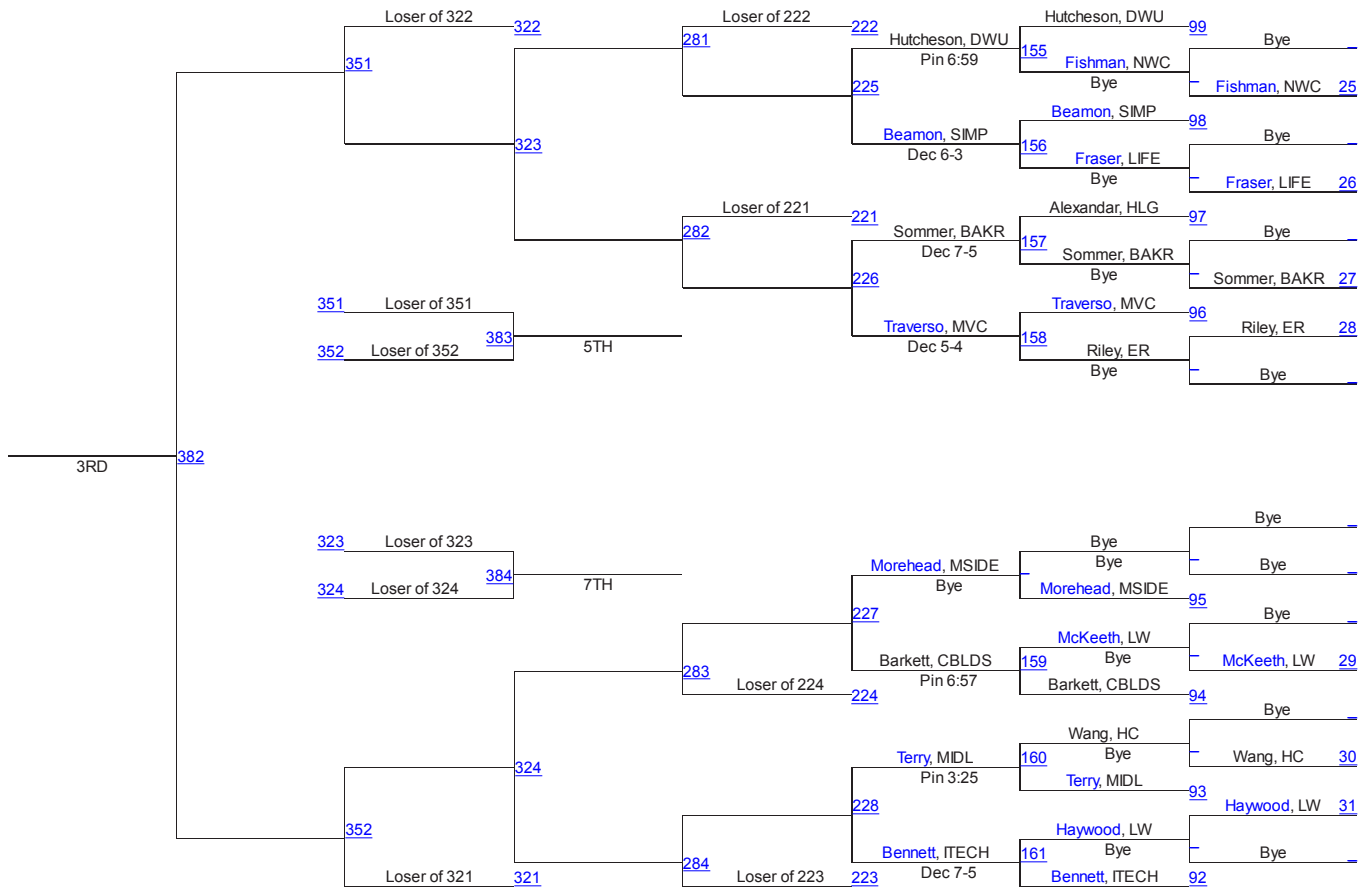 Loser of 322
322
351
323
281
Loser of 222
222
225
Hutcheson, DWU
Pin 6:59
Hutcheson, DWU
99
155
Fishman, NWC
Bye
Bye
_
_
Fishman, NWC 25
Beamon, SIMP
Dec 6-3
Beamon, SIMP
98
156
Fraser, LIFE
Bye
Bye
_
_
Fraser, LIFE 26
282
Loser of 221
221
226
Sommer, BAKR
Dec 7-5
Alexandar, HLG
97
157
Sommer, BAKR
Bye
Bye
_
_
Sommer, BAKR 27
351 Loser of 351
352 Loser of 352
383
5TH
Traverso, MVC
Dec 5-4
Traverso, MVC
96
158
Riley, ER
Bye
Riley, ER 28
_
Bye
_
3RD
382
323 Loser of 323
324 Loser of 324
384
7TH
Morehead, MSIDE
Bye
Bye
Bye
_
Morehead, MSIDE
95
Bye
_
_
Bye
_
227
283
Loser of 224
224
Barkett, CBLDS
Pin 6:57
McKeeth, LW
Bye
159
Barkett, CBLDS
94
Bye
_
_
McKeeth, LW 29
324
352
Loser of 321
321
284
Loser of 223
223
228
Terry, MIDL
Pin 3:25
Wang, HC
Bye
160
Terry, MIDL
93
Bye
_
_
Wang, HC 30
Bennett, ITECH
Dec 7-5
Haywood, LW
Bye
161
Bennett, ITECH
92
Haywood, LW 31
_
Bye
_